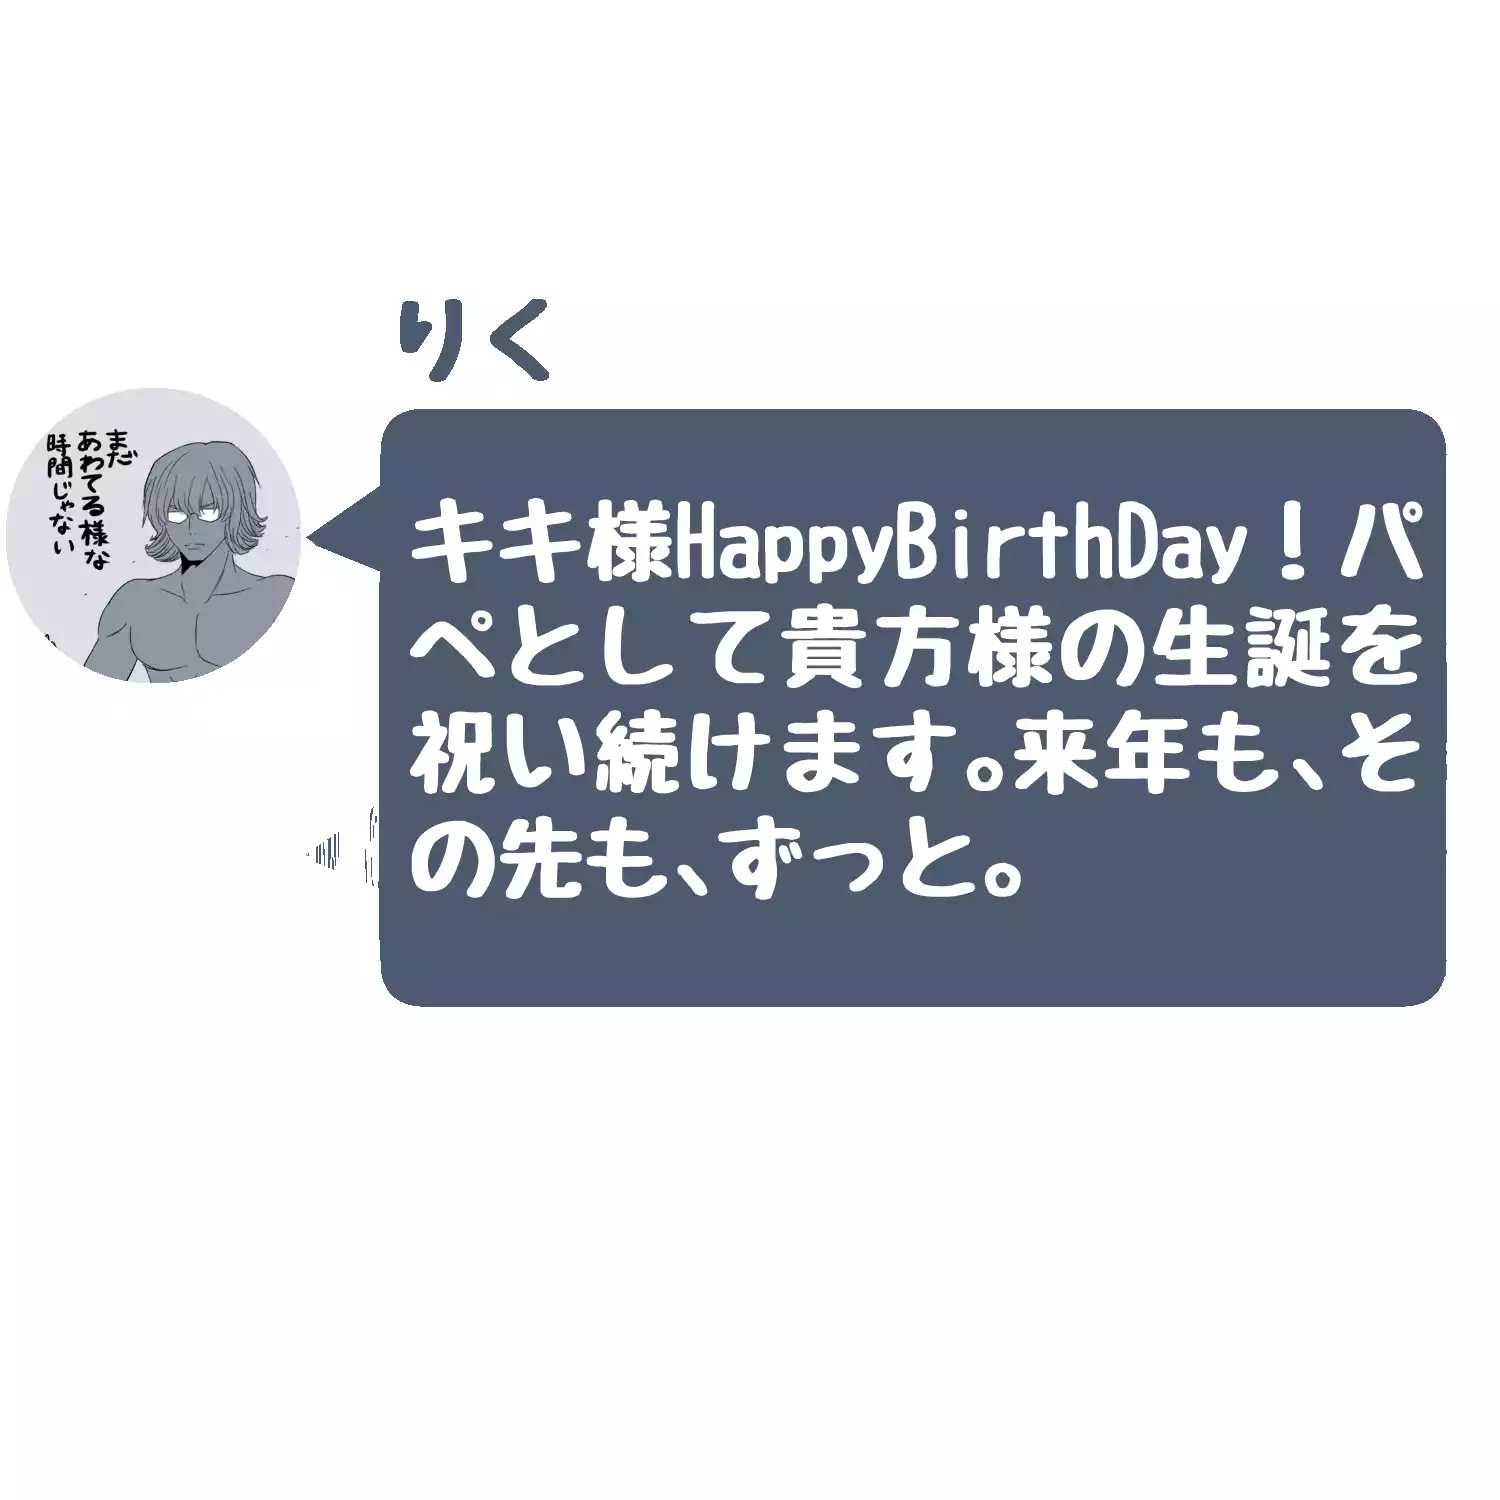 りく
まだ
あわてる様な
時間じゃない
キキ様HappyBirthDay！パ
ペとして貴方様の生誕を
祝い続けます。来年も、そ
の先も、ずっと。